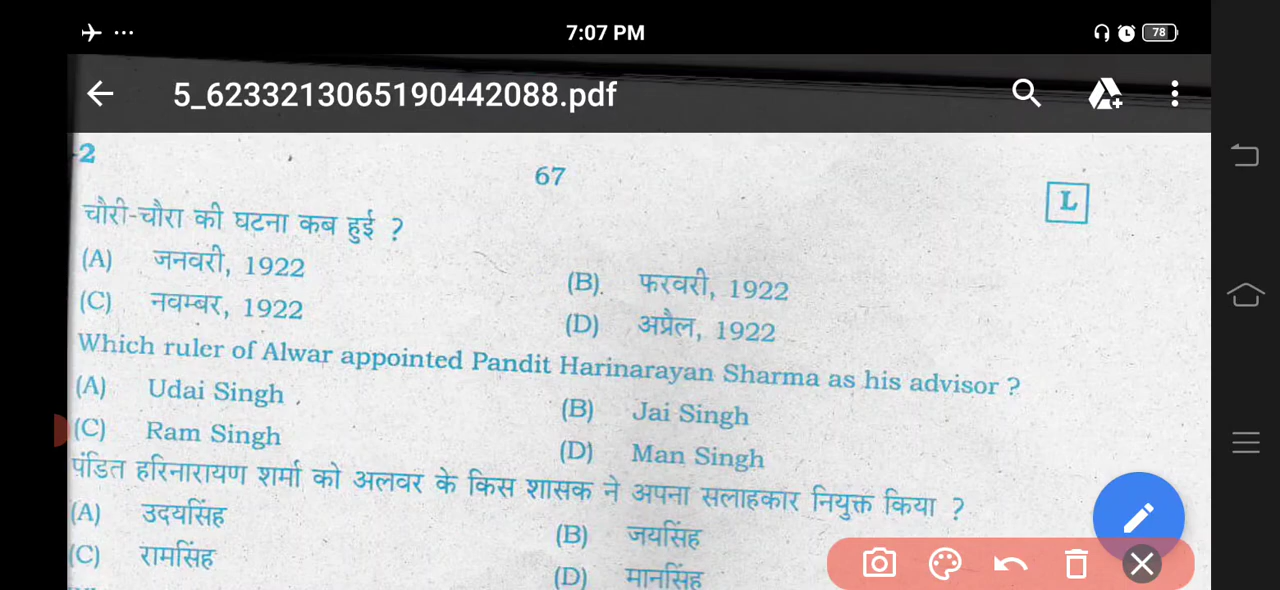 7:07 PM
78
5_6233213065190442088.pdf
-2
67
L
चौरी-चौरा की घटना कब हुई ?
(A) जनवरी, 1922
(B). फरवरी, 1922
(C) नवम्बर, 1922
(D) अप्रैल, 1922
Which ruler of Alwar appointed Pandit Harinarayan Sharma as his advisor ?
(A) Udai Singh
(B) Jai Singh
(C) Ram Singh
(D) Man Singh
पंडित हरिनारायण शर्मा को अलवर के किस शासक ने अपना सलाहकार नियुक्त किया ?
(A) उदयसिंह
(B) जयसिंह
(C) रामसिंह
(D) मानसिंह